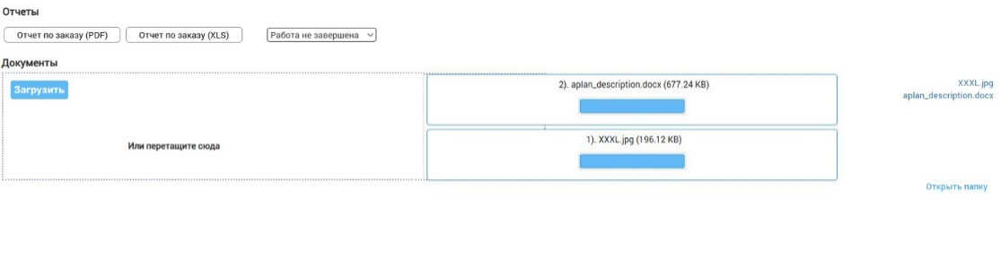 Отчеты
Отчет по заказу (PDF) Отчет по заказу (XLS) Работа не завершена
Документы
Загрузить
Или перетащите сюда
2). aplan_description.docx (677.24 KB)
1). XXXL.jpg (196.12 KB)
XXXL.jpg
aplan_description.docx
Открыть папку